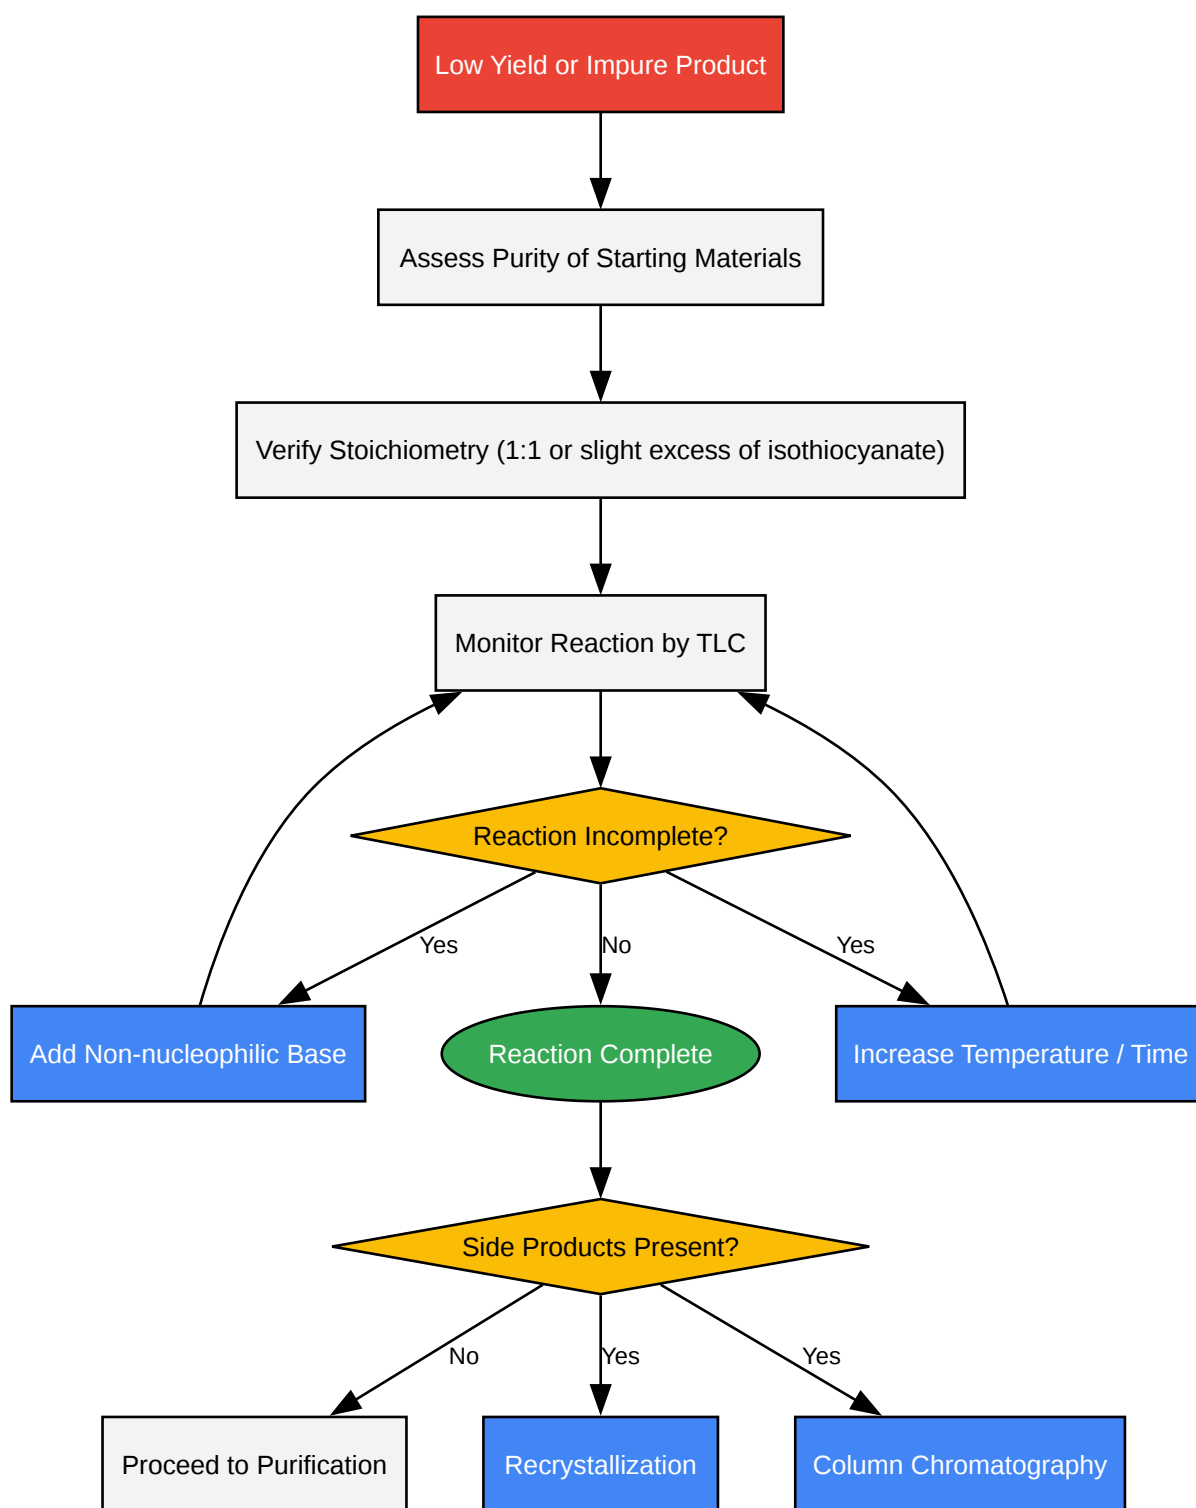 Low Yield or Impure Product
Assess Purity of Starting Materials
Verify Stoichiometry (1:1 or slight excess of isothiocyanate)
Monitor Reaction by TLC
Reaction Incomplete?
Yes
No
Yes
Add Non-nucleophilic Base
Reaction Complete
Increase Temperature / Time
Side Products Present?
No
Yes
Yes
Proceed to Purification
Recrystallization
Column Chromatography